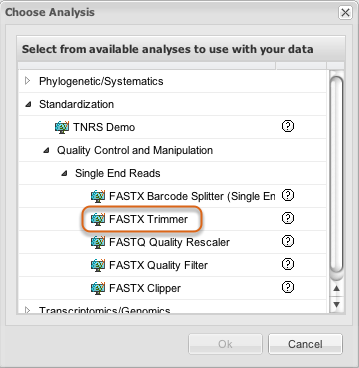 Choose Analysis
Select from available analyses to use with your data
Phylogenetic/Systematics
Standardization
TNRS Demo
Quality Control and Manipulation
Single End Reads
FASTX Barcode Splitter (Single En
FASTX Trimmer
FASTQ Quality Rescaler
FASTX Quality Filter
FASTX Clipper
Transcriptomics/Genomics
Ok
Cancel